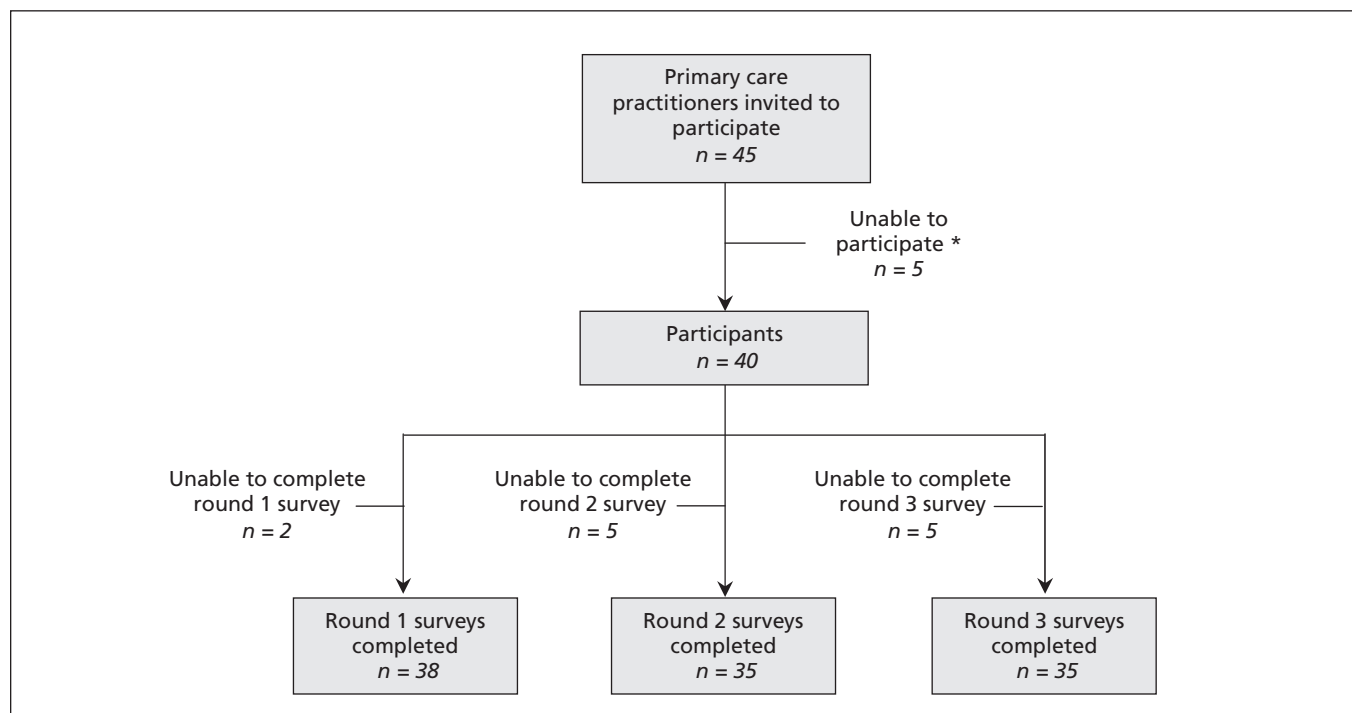 Primary care
practitioners invited to
participate
n = 45
Unable to
participate *
n = 5
Participants
n = 40
Unable to complete
round 1 survey
n = 2
Unable to complete
round 2 survey
n = 5
Unable to complete
round 3 survey
n = 5
Round 1 surveys
completed
n = 38
Round 2 surveys
completed
n = 35
Round 3 surveys
completed
n = 35